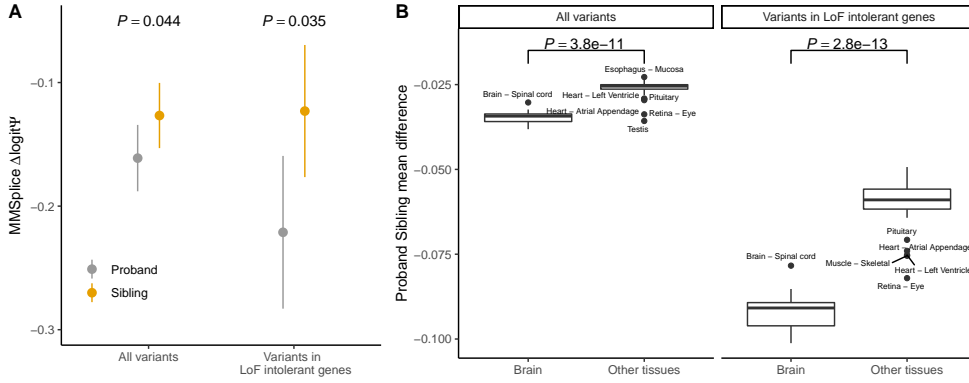 A
P = 0.044
P = 0.035
MMSplice ΔlogitΨ
−0.1
−0.2
−0.3
Proband
Sibling
All variants
Variants in
LoF intolerant genes
B
All variants
Variants in LoF intolerant genes
P = 3.8e−11
P = 2.8e−13
Proband Sibling mean difference
−0.025
−0.050
−0.075
−0.100
Esophagus − Mucosa
Brain − Spinal cord
Heart − Left Ventricle
Pituitary
Heart − Atrial Appendage
Retina − Eye
Testis
Brain − Spinal cord
Pituitary
Heart − Atrial Appendage
Muscle − Skeletal
Heart − Left Ventricle
Retina − Eye
Brain
Other tissues
Brain
Other tissues